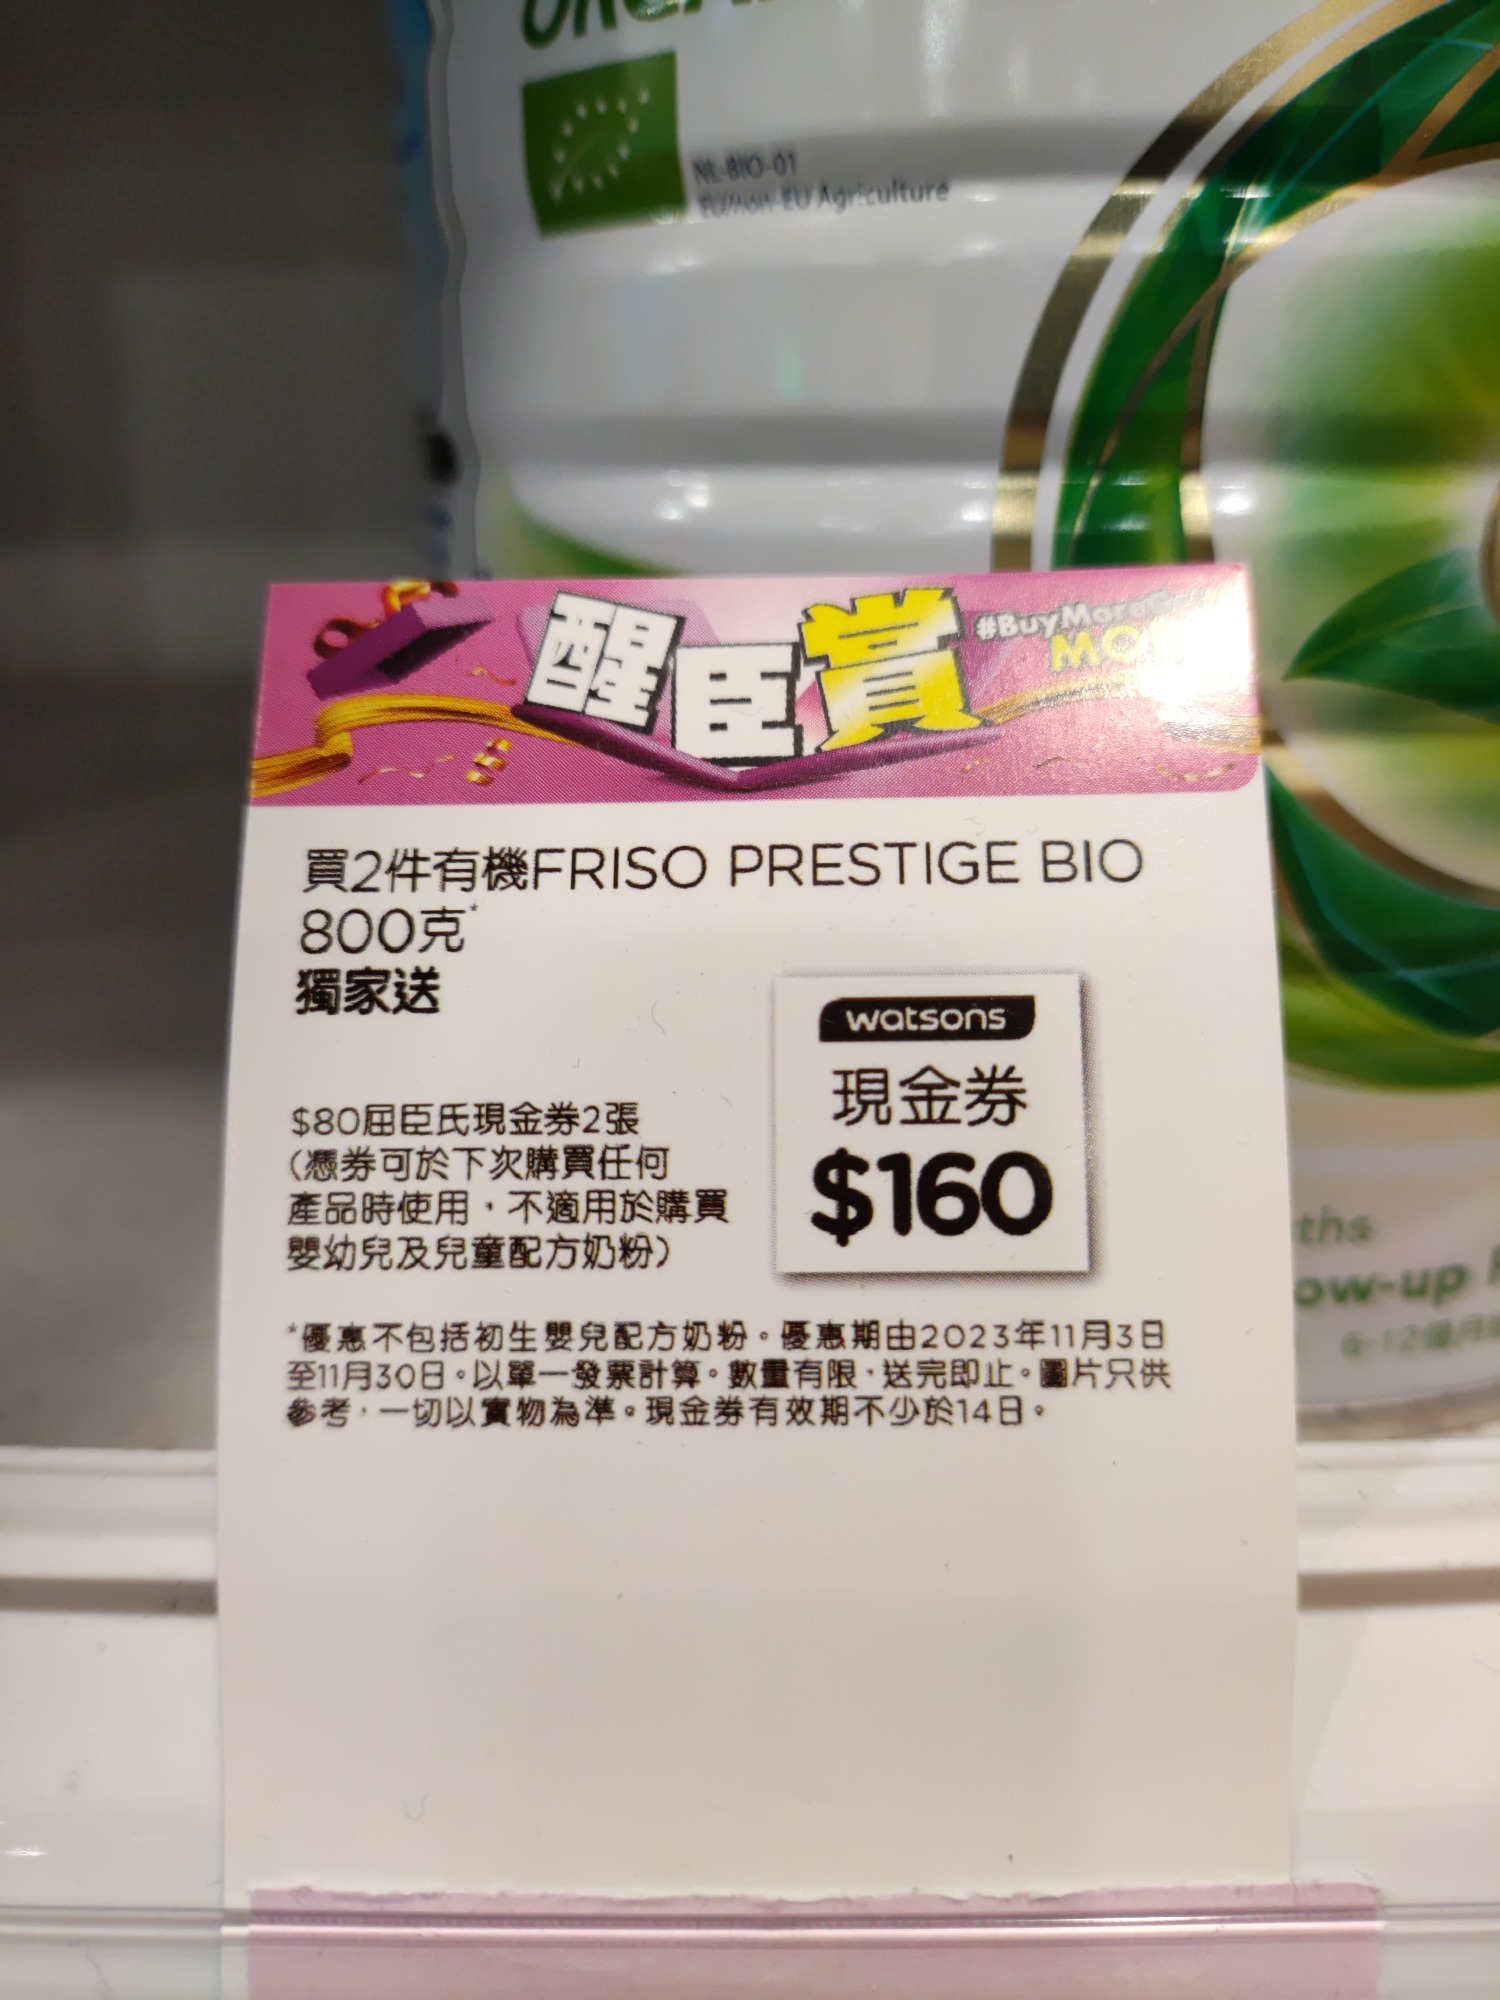 NL-BIO-01
EU/non-EU Agriculture
醒臣賞
#BuyMore
買2件有機FRISO PRESTIGE BIO
800克*
獨家送
watsons
現金券
$160
$80屈臣氏現金券2張
(憑券可於下次購買任何
產品時使用，不適用於購買
嬰幼兒及兒童配方奶粉)
*優惠不包括初生嬰兒配方奶粉。優惠期由2023年11月3日
至11月30日。以單一發票計算。數量有限，送完即止。圖片只供
參考，一切以實物為準。現金券有效期不少於14日。